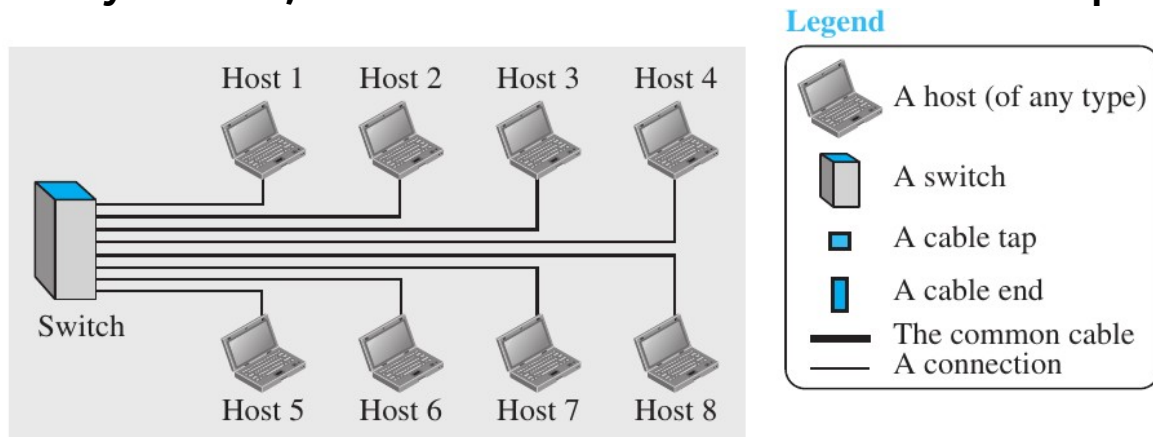 Legend
Host 1 Host 2 Host 3 Host 4
Switch
Host 5 Host 6 Host 7 Host 8
A host (of any type)
A switch
A cable tap
A cable end
The common cable
A connection